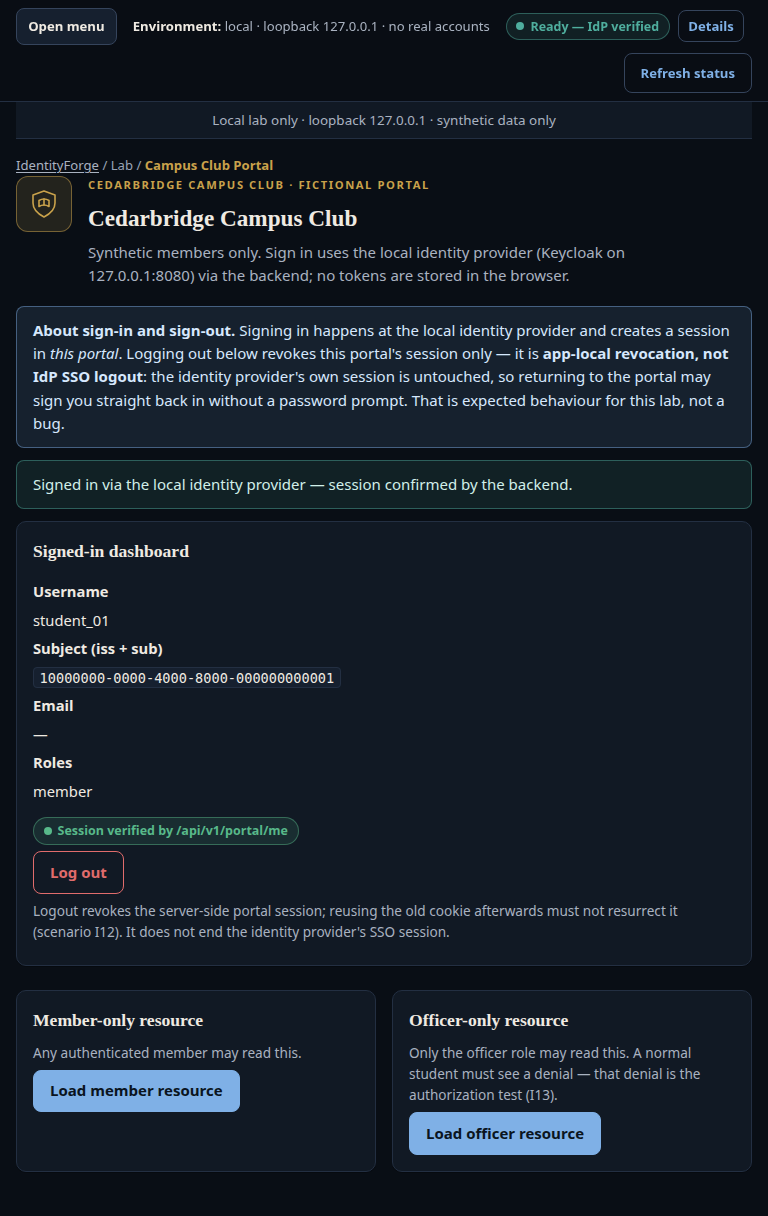 Open menu
Environment: local · loopback 127.0.0.1 · no real accounts
Ready — IdP verified
Details
Refresh status
Local lab only · loopback 127.0.0.1 · synthetic data only
IdentityForge / Lab / Campus Club Portal
CEDARBRIDGE CAMPUS CLUB · FICTIONAL PORTAL
Cedarbridge Campus Club
Synthetic members only. Sign in uses the local identity provider (Keycloak on
127.0.0.1:8080) via the backend; no tokens are stored in the browser.
About sign-in and sign-out. Signing in happens at the local identity provider and creates a session
in this portal. Logging out below revokes this portal's session only — it is app-local revocation, not
IdP SSO logout: the identity provider's own session is untouched, so returning to the portal may
sign you straight back in without a password prompt. That is expected behaviour for this lab, not a
bug.
Signed in via the local identity provider — session confirmed by the backend.
Signed-in dashboard
Username
student_01
Subject (iss + sub)
10000000-0000-4000-8000-000000000001
Email
—
Roles
member
Session verified by /api/v1/portal/me
Log out
Logout revokes the server-side portal session; reusing the old cookie afterwards must not resurrect it
(scenario I12). It does not end the identity provider's SSO session.
Member-only resource
Any authenticated member may read this.
Load member resource
Officer-only resource
Only the officer role may read this. A normal
student must see a denial — that denial is the
authorization test (I13).
Load officer resource